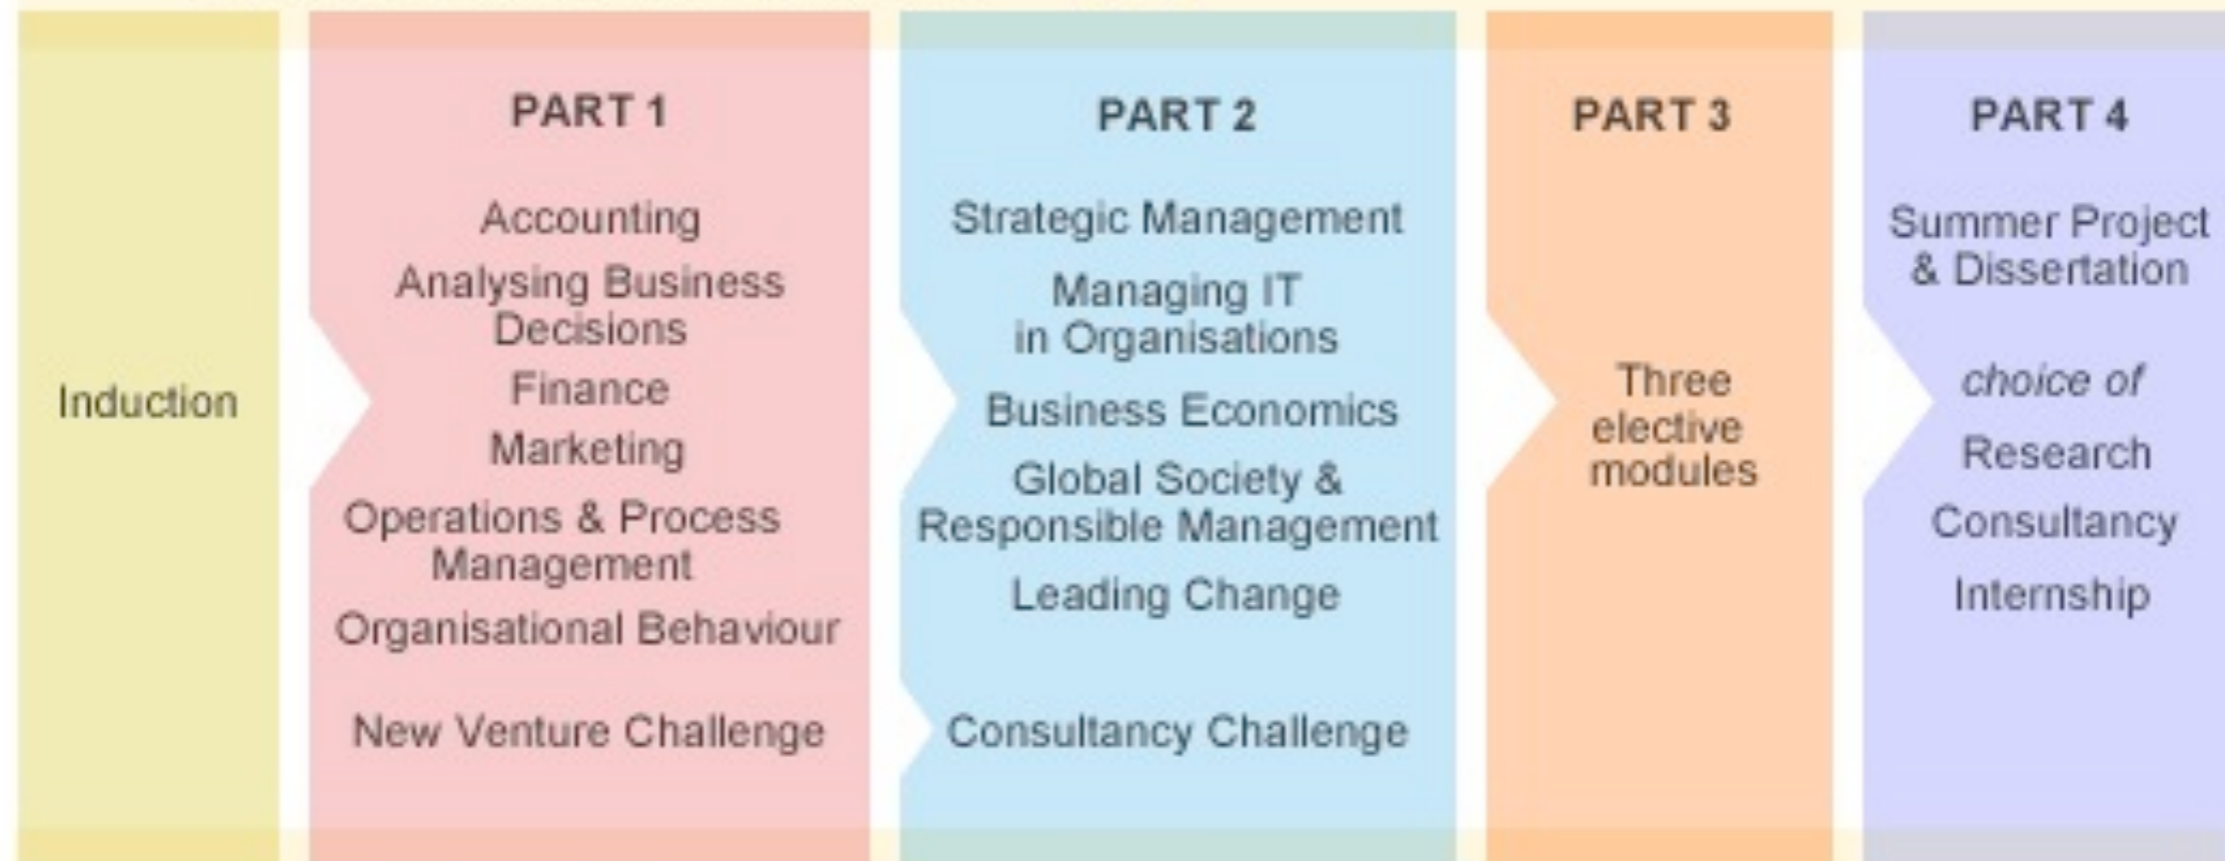 Induction
PART 1
Accounting
Analysing Business
Decisions
Finance
Marketing
Operations & Process
Management
Organisational Behaviour
New Venture Challenge
PART 2
Strategic Management
Managing IT
in Organisations
Business Economics
Global Society &
Responsible Management
Leading Change
Consultancy Challenge
PART 3
Three
elective
modules
PART 4
Summer Project
& Dissertation
choice of
Research
Consultancy
Internship